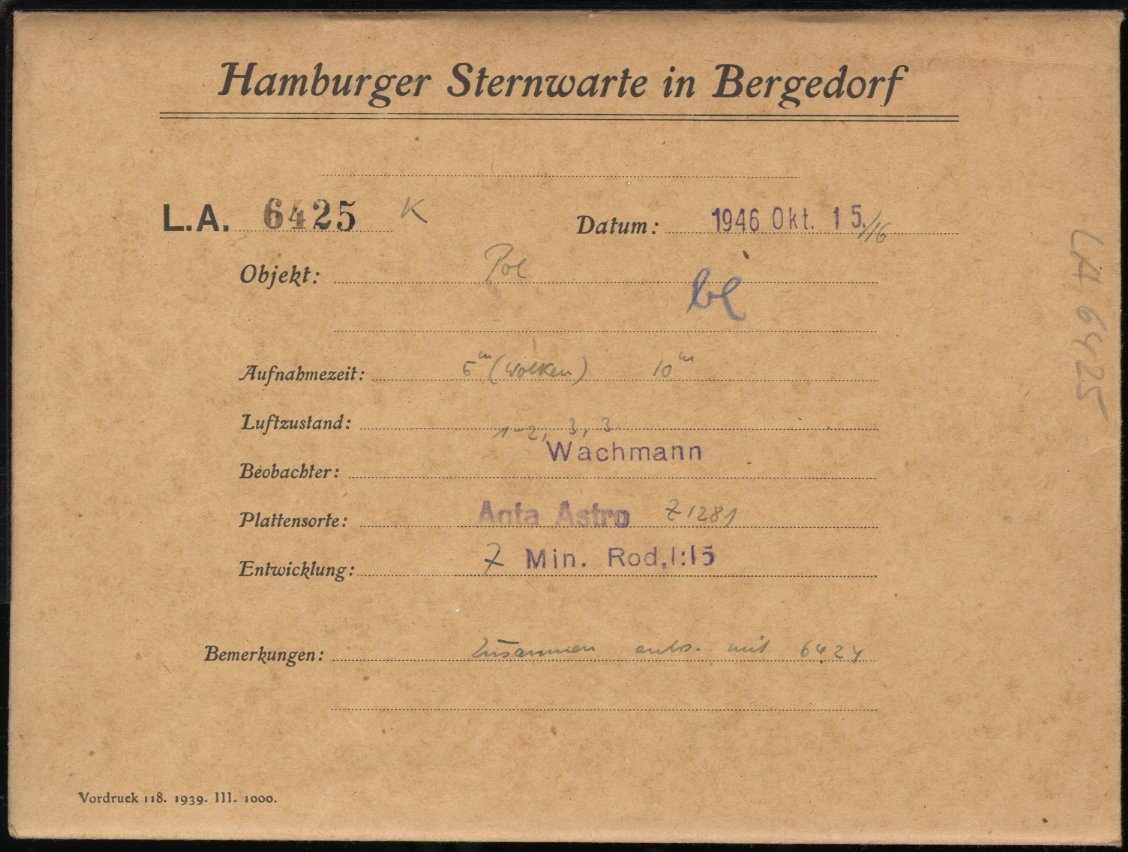 Hamburger Sternwarte in Bergedorf
L.A. 6425 K Datum: 1946 Okt. 15./16
Objekt: Pol
bl
Aufnahmezeit: 5m (Wolken) 10m
Luftzustand: 1-2, 3, 3
Beobachter: Wachmann
Plattensorte: Agfa Astro Z 1281
Entwicklung: 7 Min. Rod. 1:15
Bemerkungen: Zusammen entw. mit 6424
Vordruck 118. 1939. III. 1000.
LA 6425